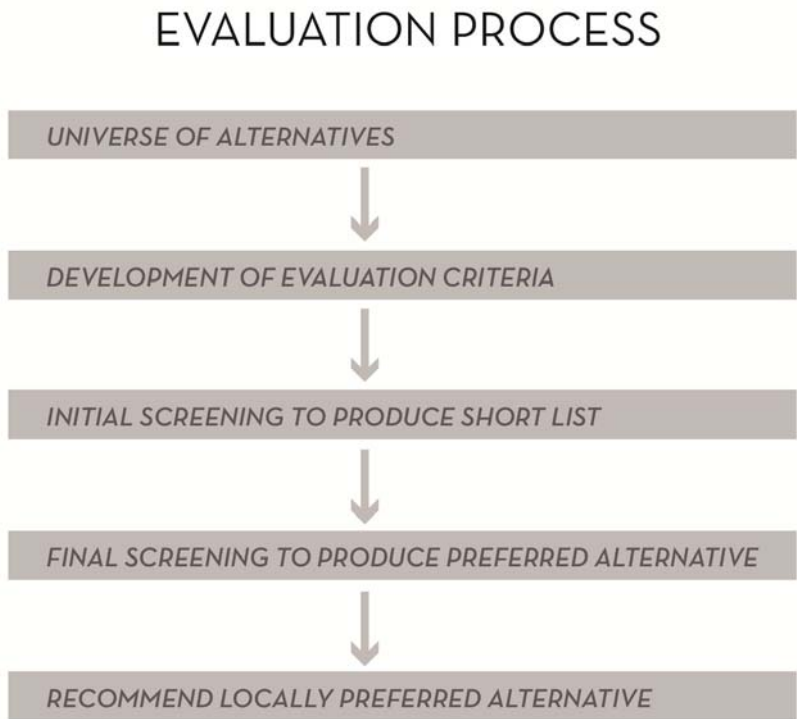 EVALUATION PROCESS
UNIVERSE OF ALTERNATIVES
DEVELOPMENT OF EVALUATION CRITERIA
INITIAL SCREENING TO PRODUCE SHORT LIST
FINAL SCREENING TO PRODUCE PREFERRED ALTERNATIVE
RECOMMEND LOCALLY PREFERRED ALTERNATIVE